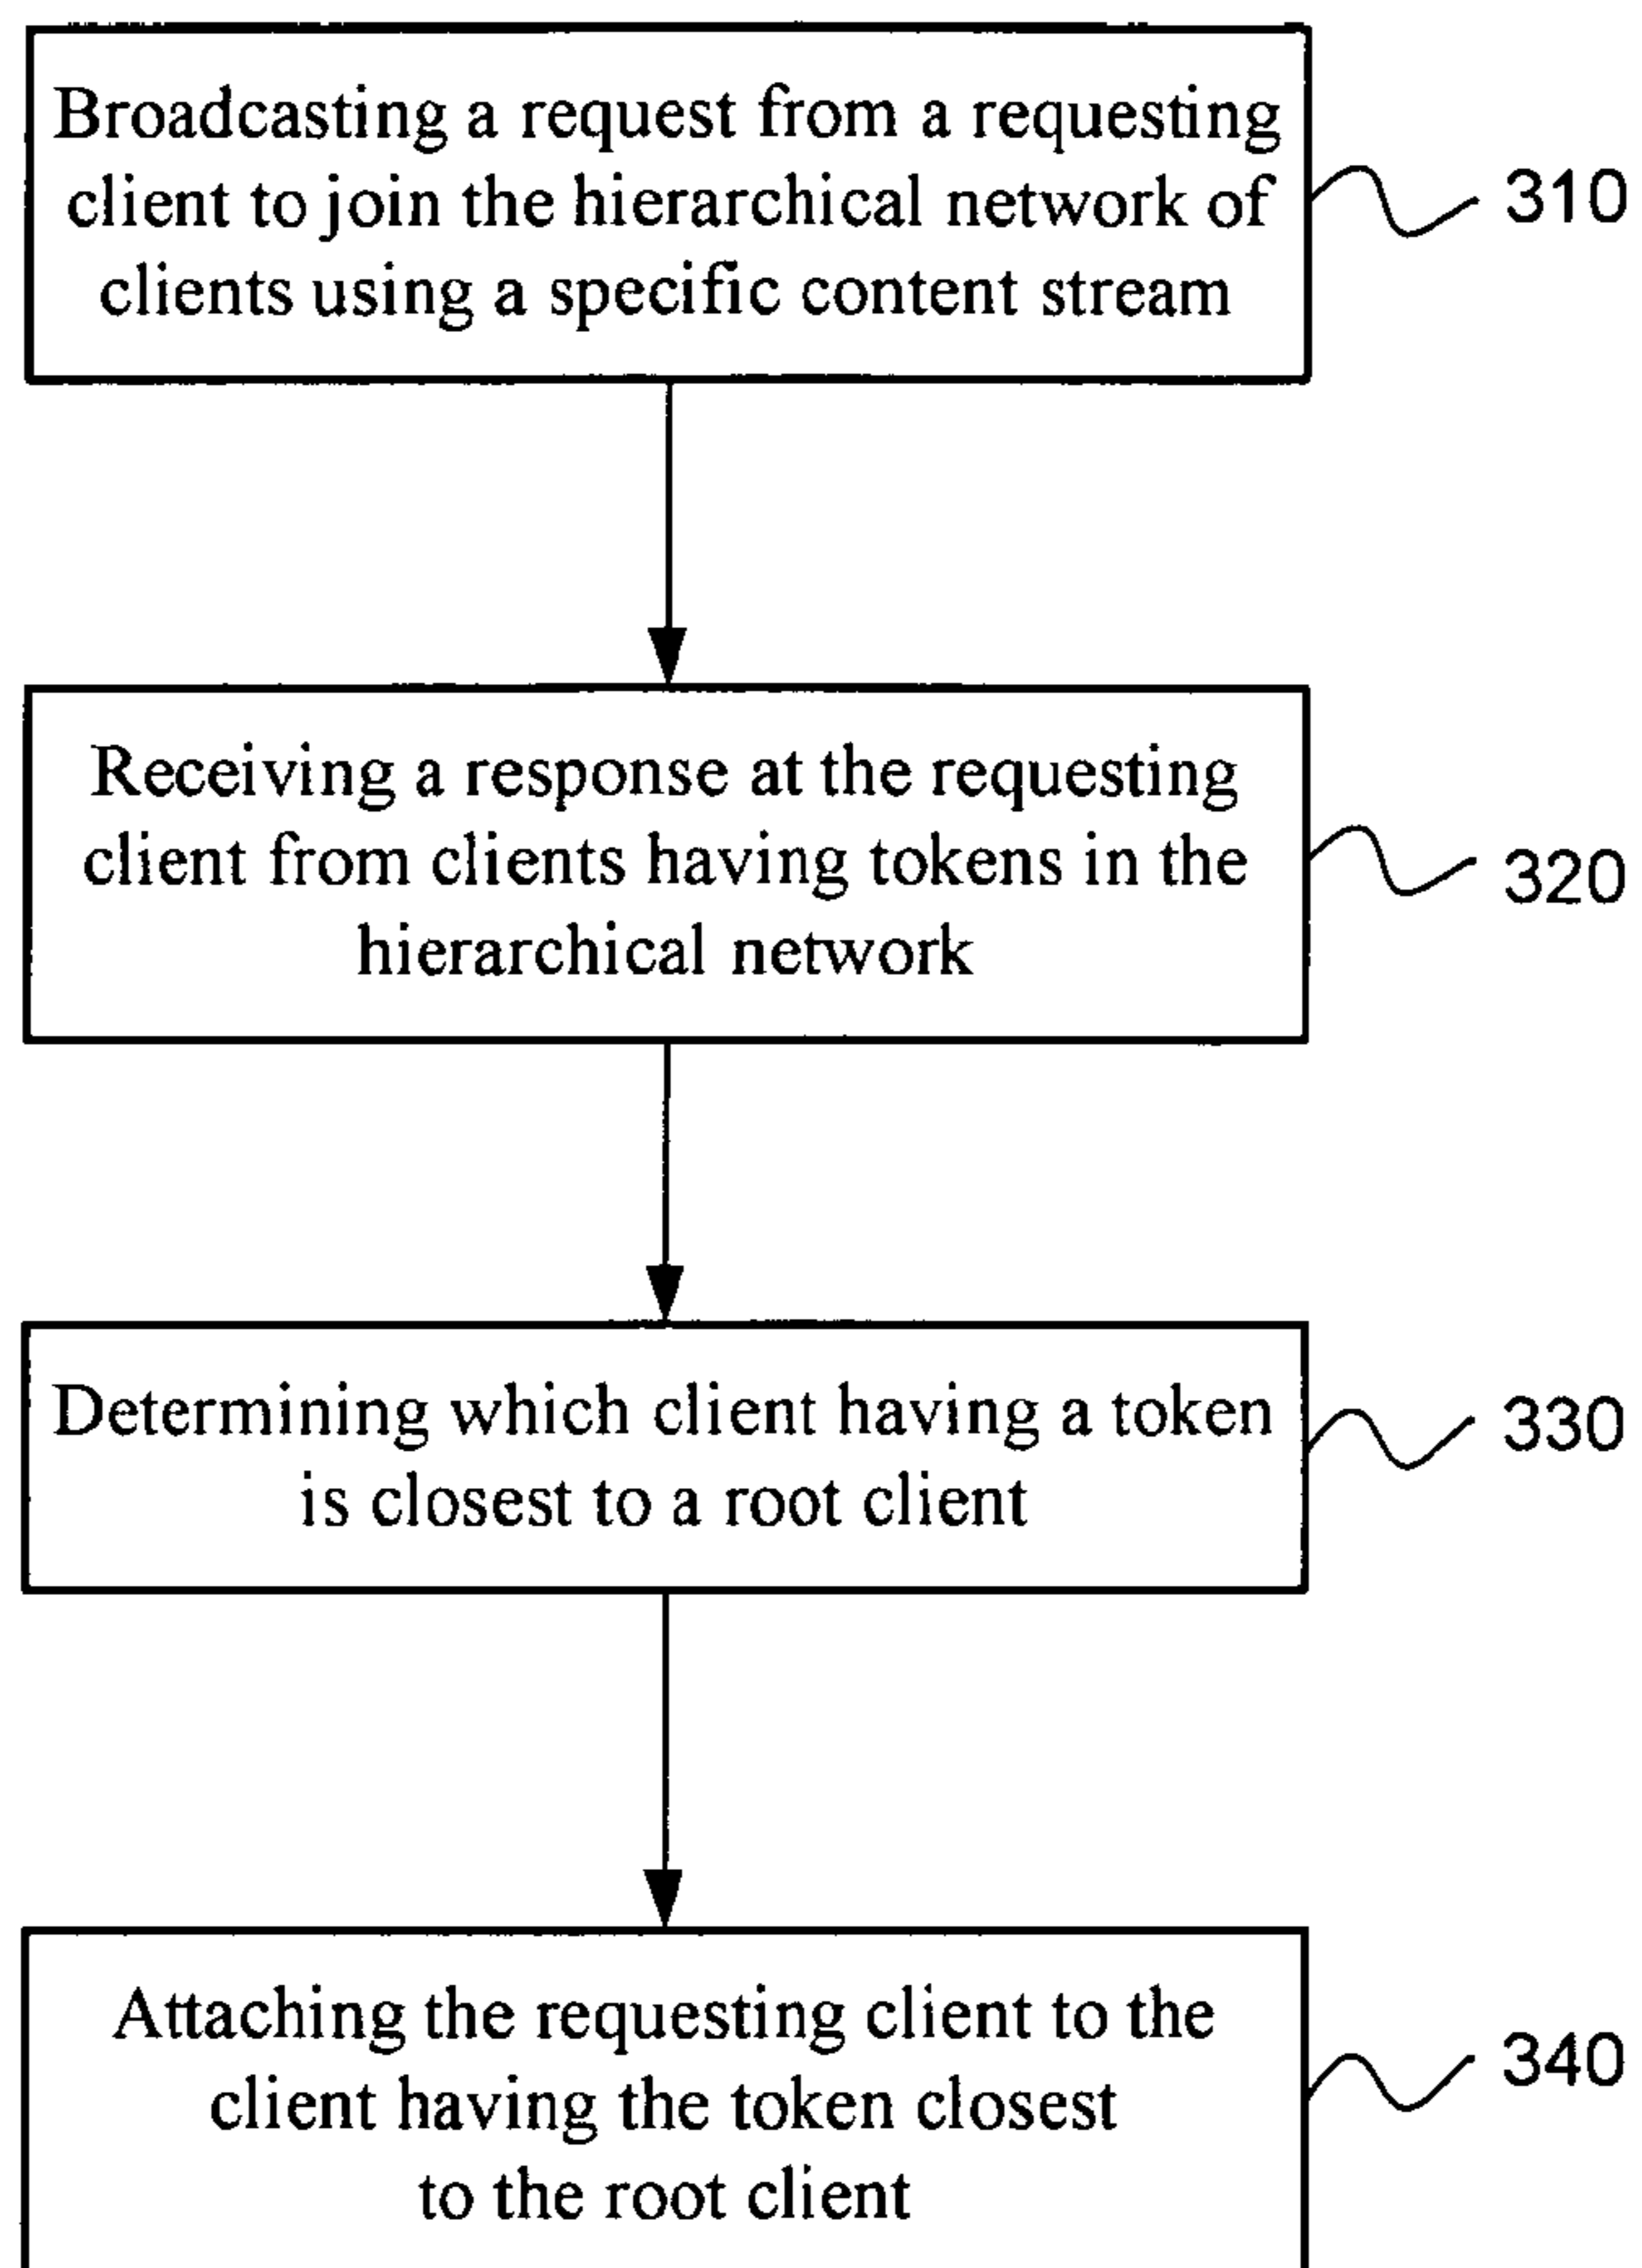 Broadcasting a request from a requesting
client to join the hierarchical network of
clients using a specific content stream
310
Receiving a response at the requesting
client from clients having tokens in the
hierarchical network
320
Determining which client having a token
is closest to a root client
330
Attaching the requesting client to the
client having the token closest
to the root client
340